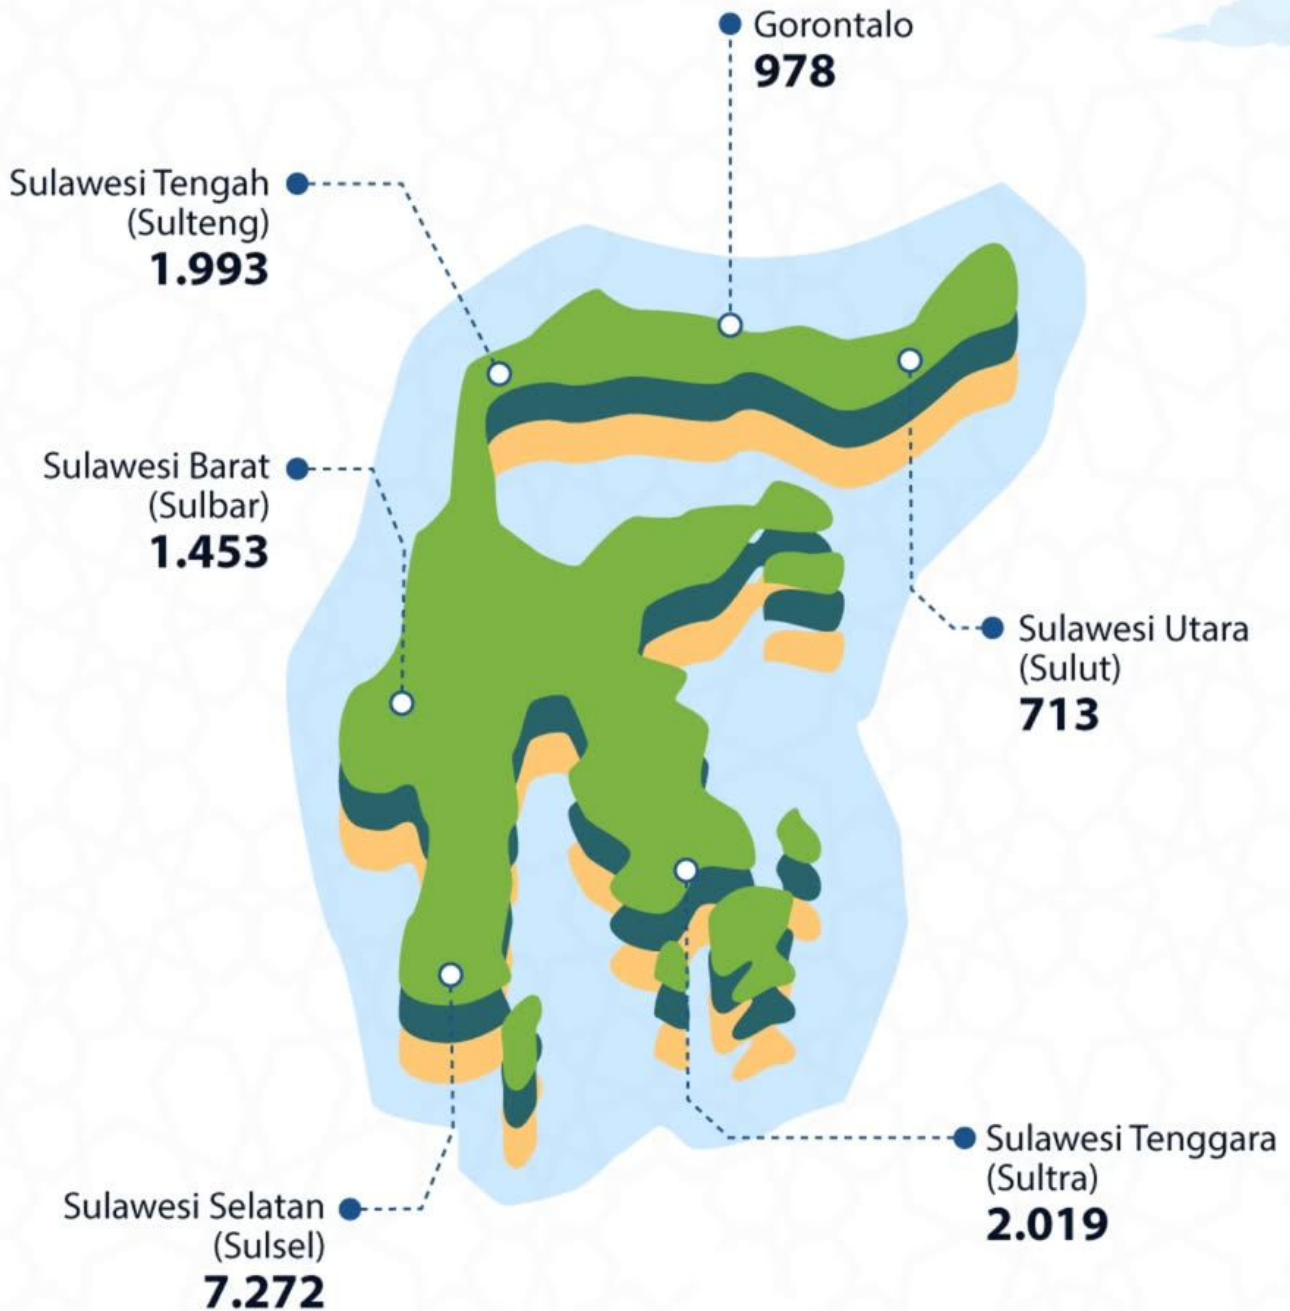 Gorontalo
978
Sulawesi Tengah
(Sulteng)
1.993
Sulawesi Barat
(Sulbar)
1.453
Sulawesi Utara
(Sulut)
713
Sulawesi Tenggara
(Sultra)
2.019
Sulawesi Selatan
(Sulsel)
7.272